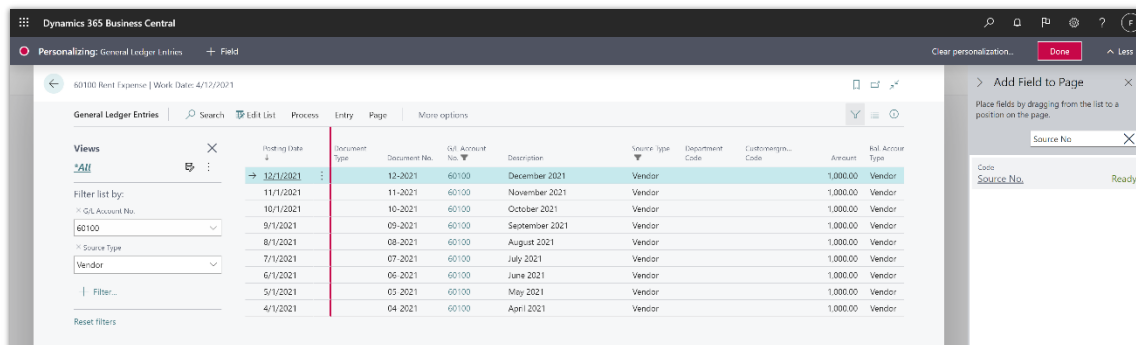 Dynamics 365 Business Central
F
Personalizing: General Ledger Entries + Field Clear personalization... Done Less
60100 Rent Expense | Work Date: 4/12/2021
General Ledger Entries Search Edit List Process Entry Page More options
Views
*All
Filter list by:
× G/L Account No.
60100
× Source Type
Vendor
+ Filter...
Reset filters
Posting Date Document Type Document No. G/L Account No. Description Source Type Department Code Customergro... Code Amount Bal. Accour Type
12/1/2021 12-2021 60100 December 2021 Vendor 1,000.00 Vendor
11/1/2021 11-2021 60100 November 2021 Vendor 1,000.00 Vendor
10/1/2021 10-2021 60100 October 2021 Vendor 1,000.00 Vendor
9/1/2021 09-2021 60100 September 2021 Vendor 1,000.00 Vendor
8/1/2021 08-2021 60100 August 2021 Vendor 1,000.00 Vendor
7/1/2021 07-2021 60100 July 2021 Vendor 1,000.00 Vendor
6/1/2021 06-2021 60100 June 2021 Vendor 1,000.00 Vendor
5/1/2021 05-2021 60100 May 2021 Vendor 1,000.00 Vendor
4/1/2021 04-2021 60100 April 2021 Vendor 1,000.00 Vendor
Add Field to Page
Place fields by dragging from the list to a
position on the page.
Source No
Code
Source No. Ready